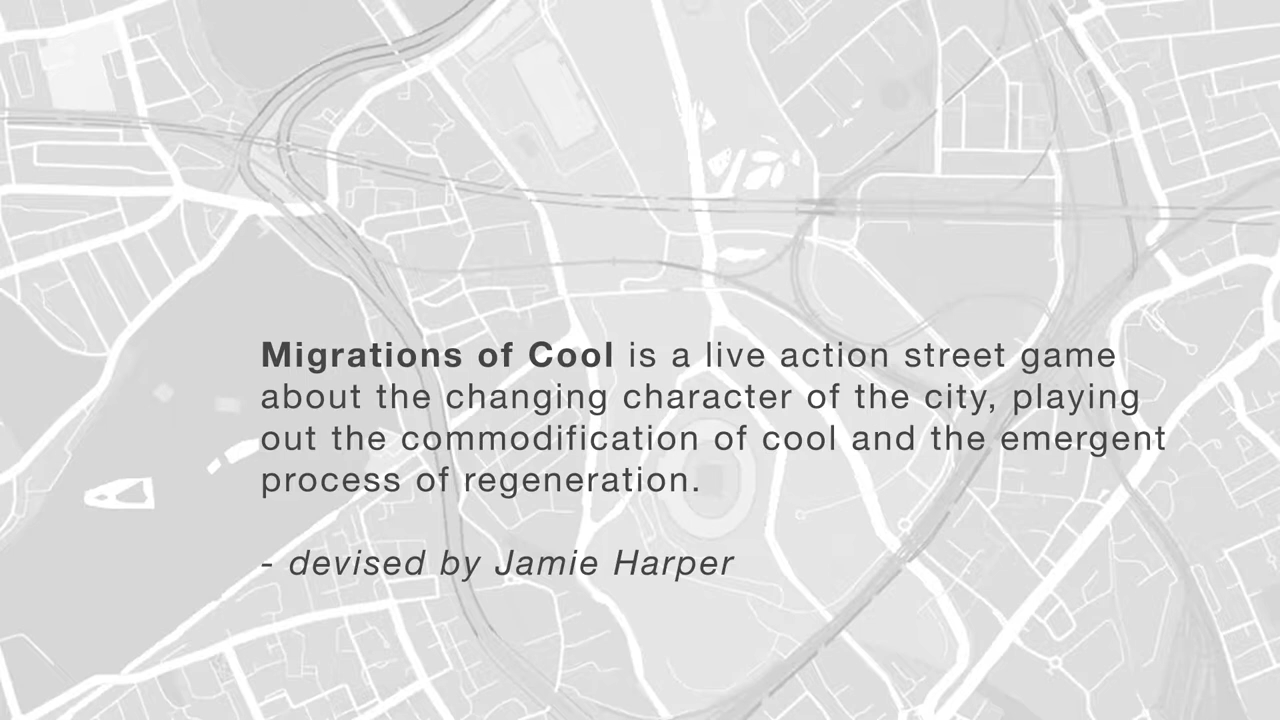 Migrations of Cool is a live action street game
about the changing character of the city, playing
out the commodification of cool and the emergent
process of regeneration.
- devised by Jamie Harper